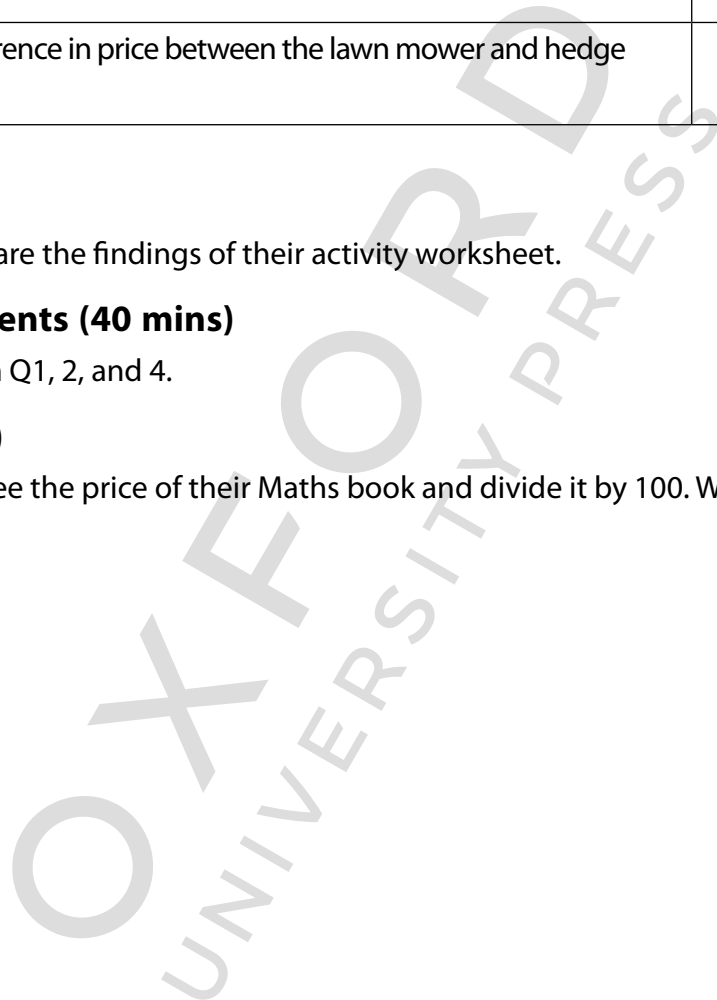 rence in price between the lawn mower and hedge
are the findings of their activity worksheet.
ents (40 mins)
Q1, 2, and 4.
)
ee the price of their Maths book and divide it by 100. W
OXFORD
UNIVERSITY PRESS